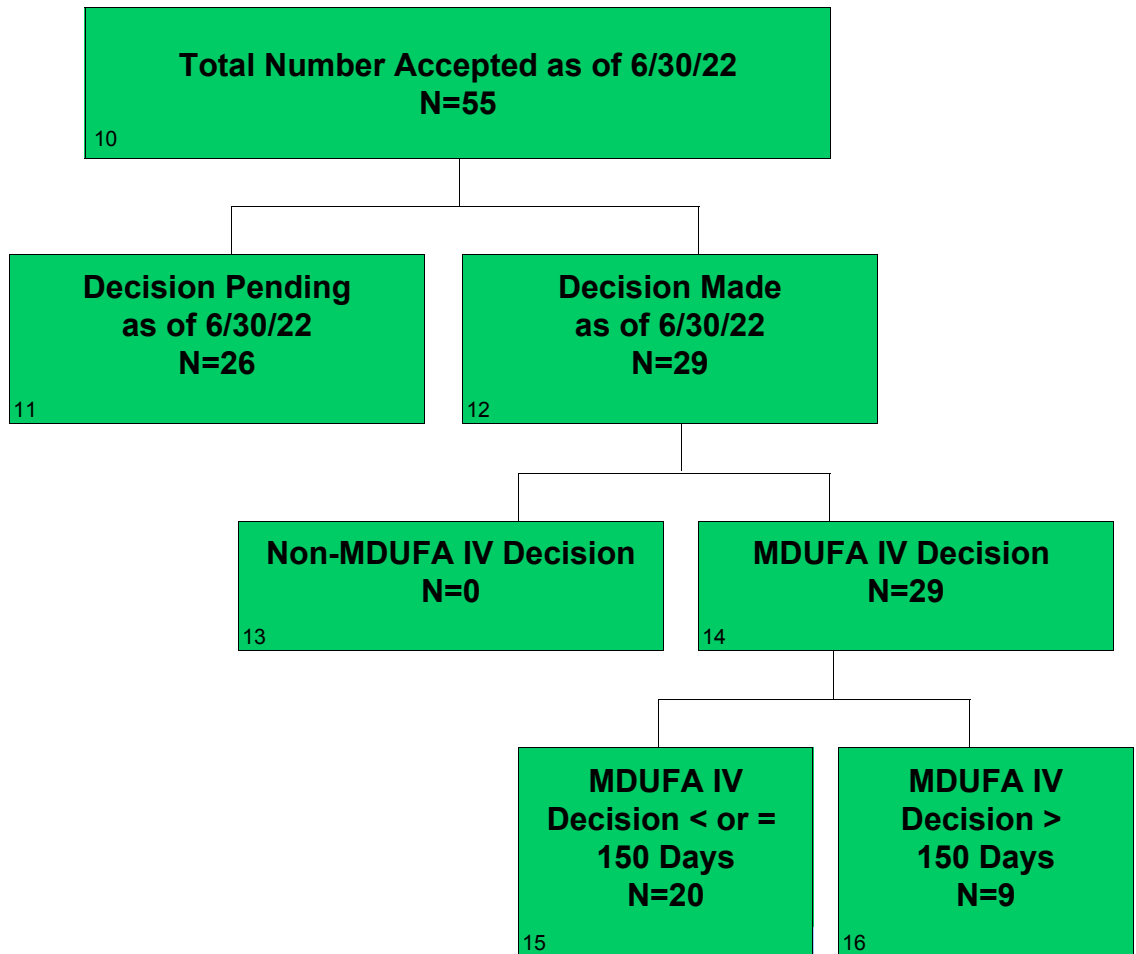 Total Number Accepted as of 6/30/22
N=55
10
Decision Pending
as of 6/30/22
N=26
11
Decision Made
as of 6/30/22
N=29
12
Non-MDUFA IV Decision
N=0
13
MDUFA IV Decision
N=29
14
MDUFA IV
Decision < or =
150 Days
N=20
15
MDUFA IV
Decision >
150 Days
N=9
16